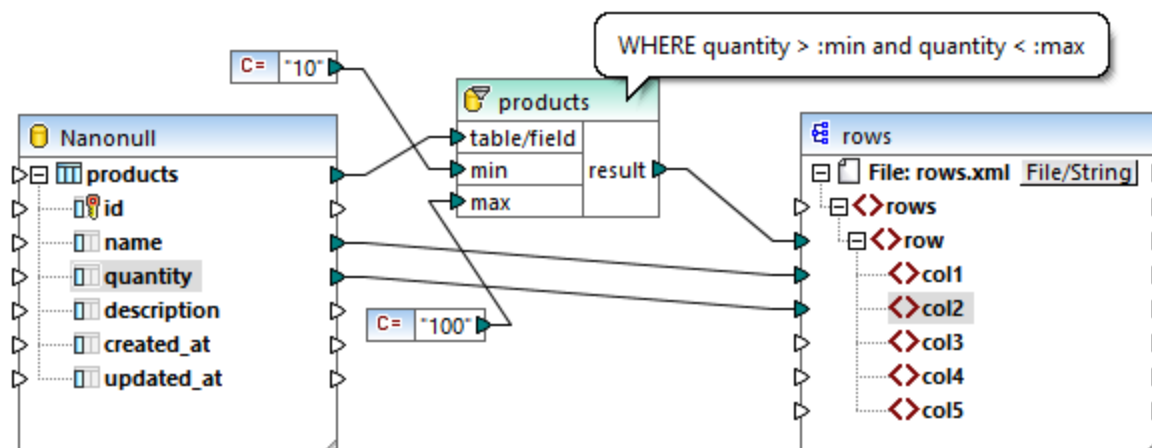 WHERE quantity > :min and quantity < :max
C= "10"
products
table/field
min
result
max
Nanonull
products
id
name
quantity
description
created_at
updated_at
C= "100"
rows
File: rows.xml File/String
rows
row
col1
col2
col3
col4
col5